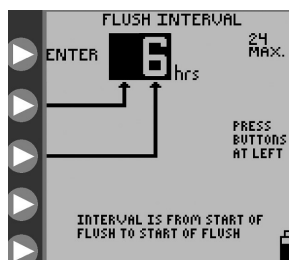 FLUSH INTERVAL
ENTER 6 hrs
24
MAX.
PRESS
BUTTONS
AT LEFT
INTERVAL IS FROM START OF
FLUSH TO START OF FLUSH